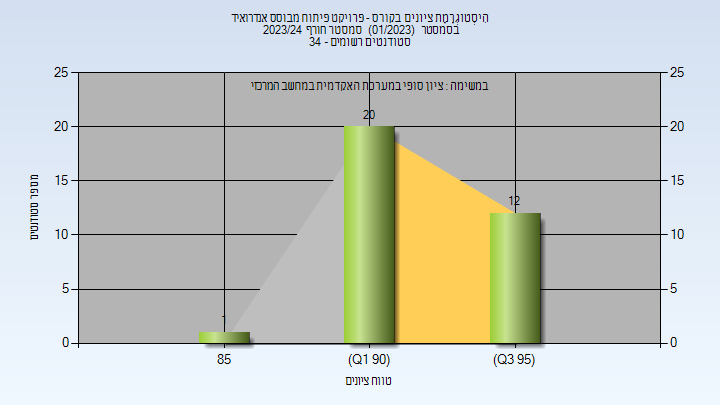 היסטוגרמת ציונים בקורס - פרויקט פיתוח מבוסס אנדרואיד
בסמסטר (01/2023) סמסטר חורף 2023/24
סטודנטים רשומים - 34
במשימה : ציון סופי במערכת האקדמית במחשב המרכזי
25
20
15
10
5
0
25
20
15
10
5
0
1
20
12
מספר סטודנטים
85
(Q1 90)
(Q3 95)
טווח ציונים